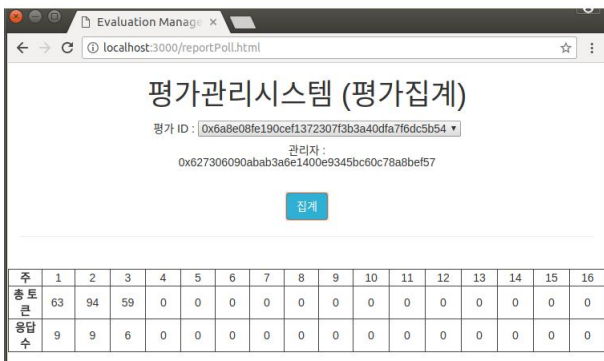 Evaluation Manage
localhost:3000/reportPoll.html
평가관리시스템 (평가집계)
평가 ID : 0x6a8e08fe190cef1372307f3b3a40dfa7f6dc5b54
관리자 :
0x627306090abab3a6e1400e9345bc60c78a8bef57
집계
주 1 2 3 4 5 6 7 8 9 10 11 12 13 14 15 16
총 토큰 63 94 59 0 0 0 0 0 0 0 0 0 0 0 0 0
응답수 9 9 6 0 0 0 0 0 0 0 0 0 0 0 0 0